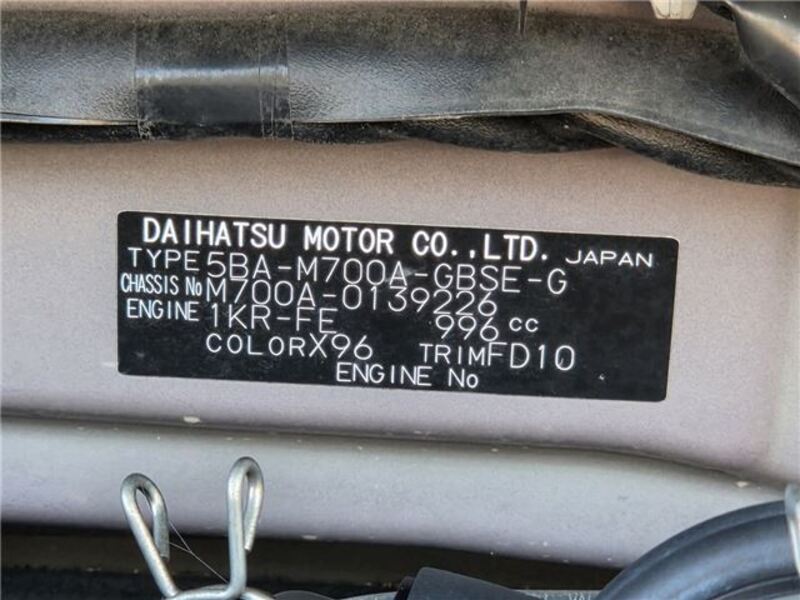 DAIHATSU MOTOR CO.,LTD. JAPAN
TYPE 5BA-M700A-GBSE-G
CHASSIS No M700A-0139226
ENGINE 1KR-FE 996 cc
COLOR X96 TRIM FD10
ENGINE No